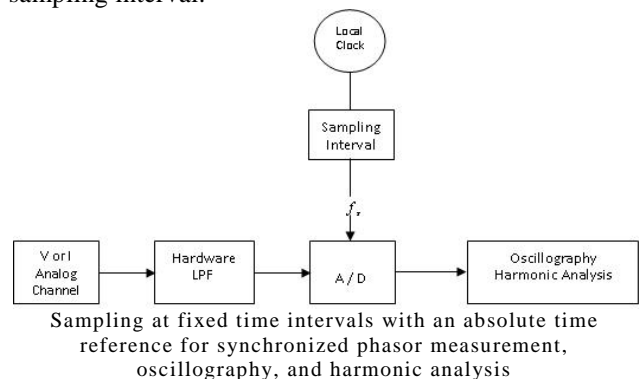 sampling interval.
Local
Clock
Sampling
Interval
fs
V or I
Analog
Channel
Hardware
LPF
A/D
Oscillography
Harmonic Analysis
Sampling at fixed time intervals with an absolute time
reference for synchronized phasor measurement,
oscillography, and harmonic analysis